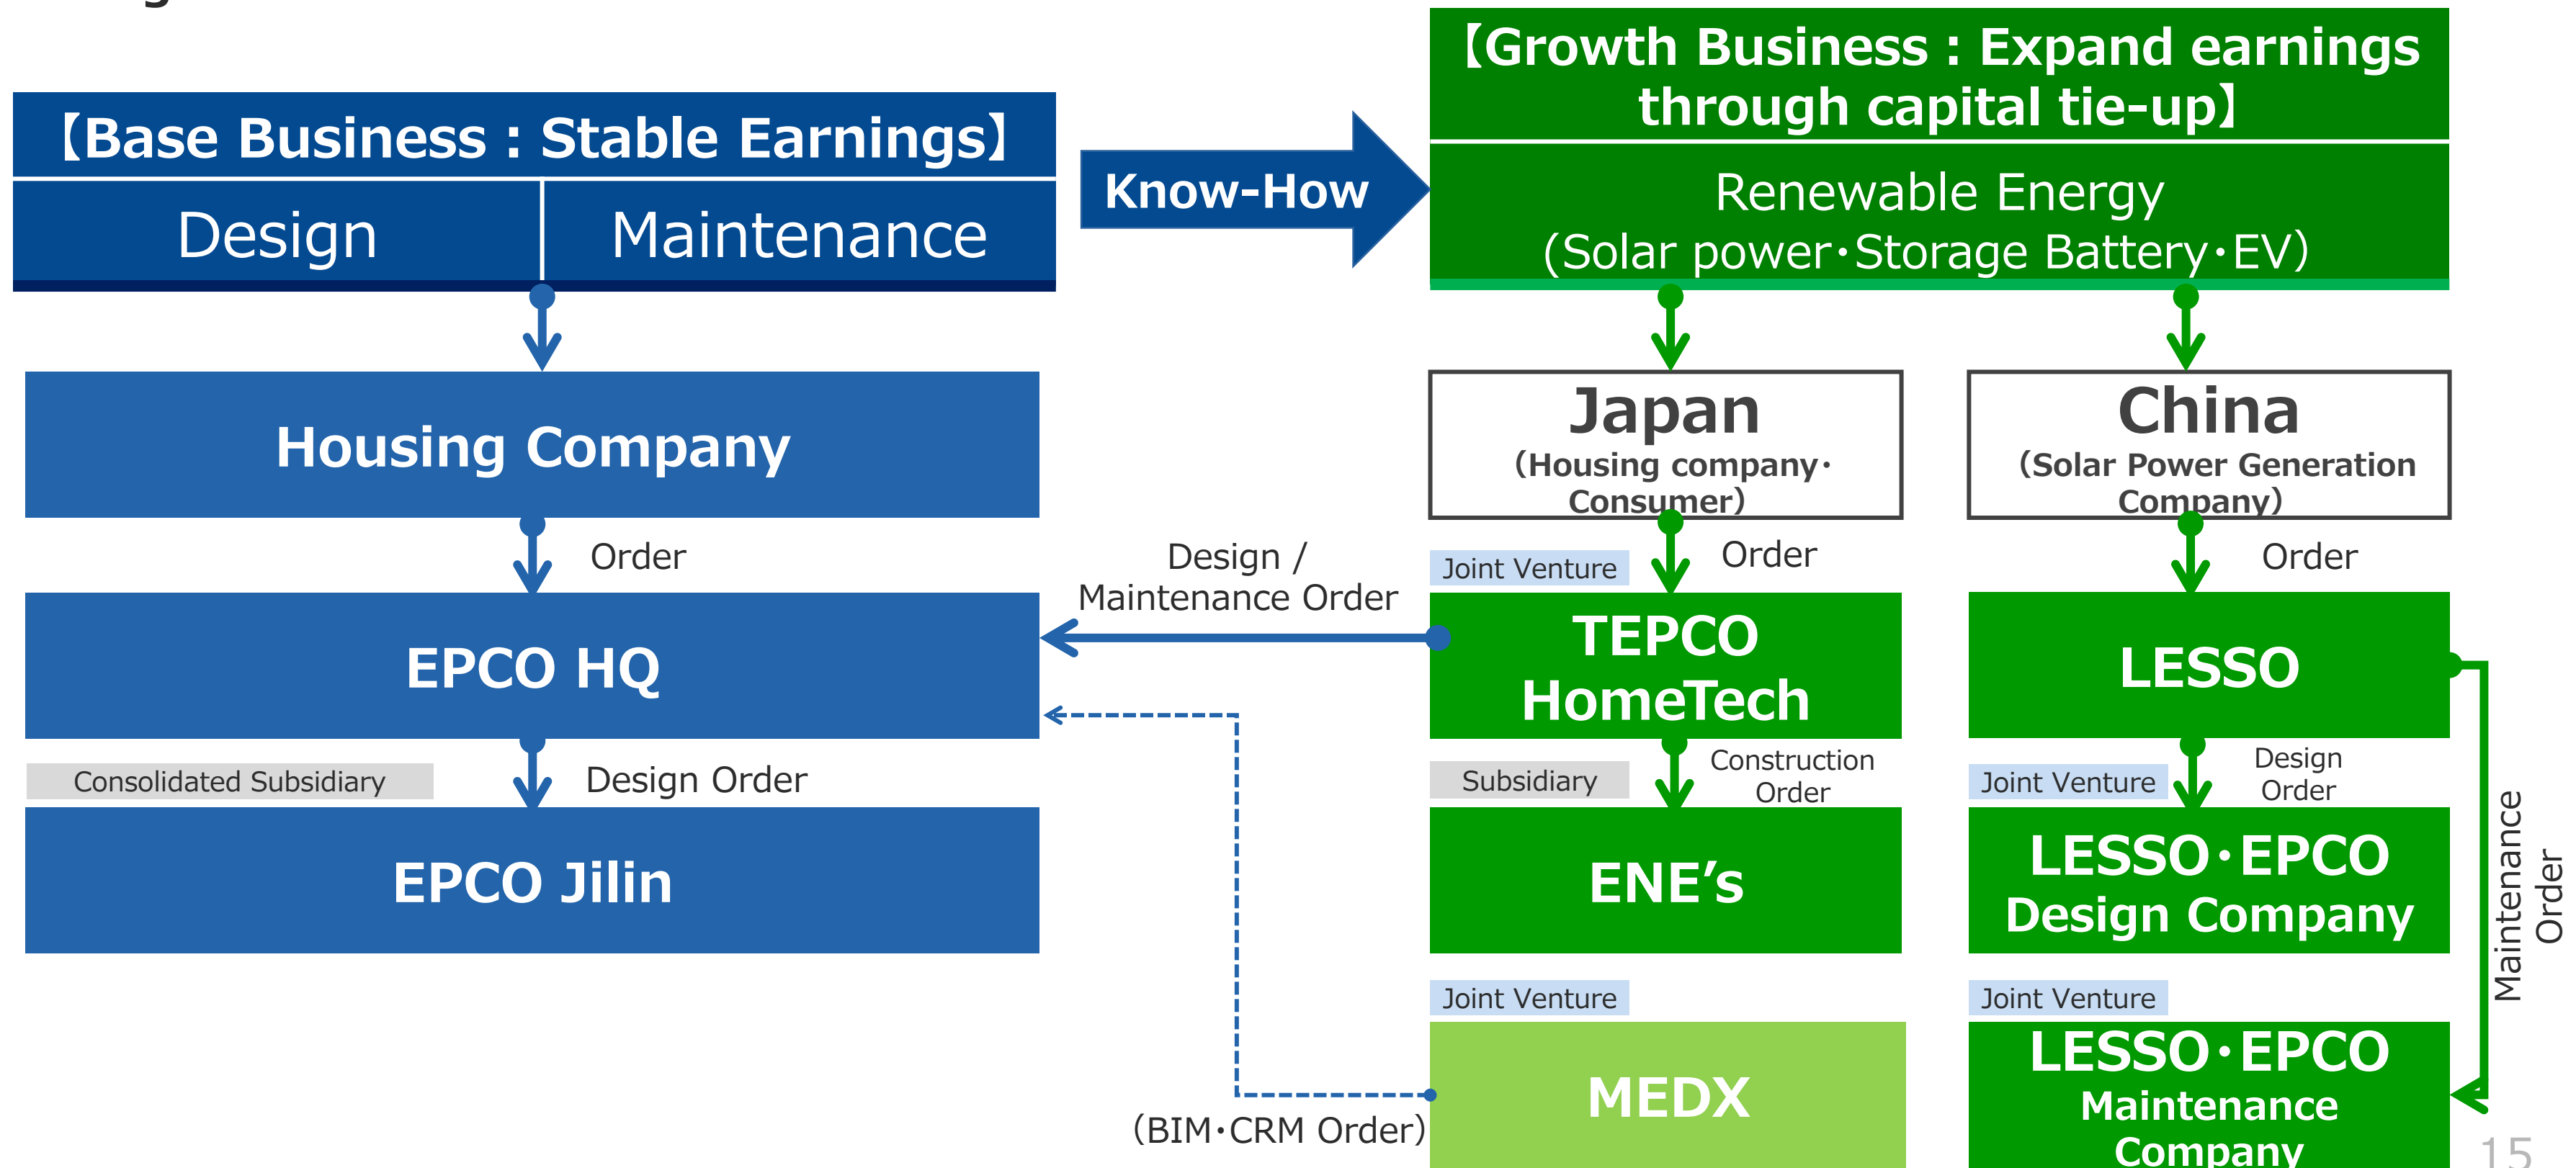 【Base Business：Stable Earnings】
Design
Maintenance
Know-How
【Growth Business：Expand earnings
through capital tie-up】
Renewable Energy
(Solar power･Storage Battery･EV）
Housing Company
Order
EPCO HQ
Consolidated Subsidiary
Design Order
EPCO Jilin
Design /
Maintenance Order
（BIM･CRM Order）
Japan
（Housing company･
Consumer）
Joint Venture
Order
TEPCO
HomeTech
Subsidiary
Construction
Order
ENE’s
Joint Venture
MEDX
China
（Solar Power Generation
Company）
Order
LESSO
Joint Venture
Design
Order
LESSO･EPCO
Design Company
Maintenance
Order
Joint Venture
LESSO･EPCO
Maintenance
Company
15